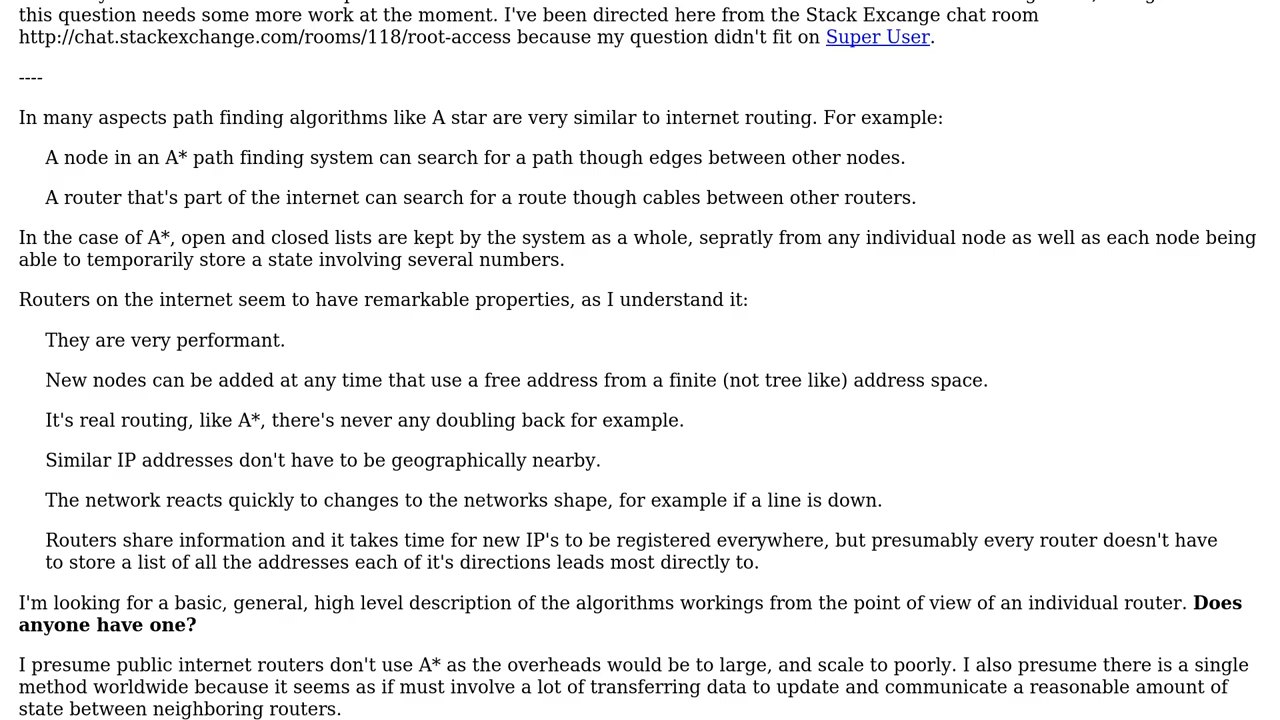 this question needs some more work at the moment. I've been directed here from the Stack Excange chat room
http://chat.stackexchange.com/rooms/118/root-access because my question didn't fit on Super User.
----
In many aspects path finding algorithms like A star are very similar to internet routing. For example:
A node in an A* path finding system can search for a path though edges between other nodes.
A router that's part of the internet can search for a route though cables between other routers.
In the case of A*, open and closed lists are kept by the system as a whole, sepratly from any individual node as well as each node being
able to temporarily store a state involving several numbers.
Routers on the internet seem to have remarkable properties, as I understand it:
They are very performant.
New nodes can be added at any time that use a free address from a finite (not tree like) address space.
It's real routing, like A*, there's never any doubling back for example.
Similar IP addresses don't have to be geographically nearby.
The network reacts quickly to changes to the networks shape, for example if a line is down.
Routers share information and it takes time for new IP's to be registered everywhere, but presumably every router doesn't have
to store a list of all the addresses each of it's directions leads most directly to.
I'm looking for a basic, general, high level description of the algorithms workings from the point of view of an individual router. Does
anyone have one?
I presume public internet routers don't use A* as the overheads would be to large, and scale to poorly. I also presume there is a single
method worldwide because it seems as if must involve a lot of transferring data to update and communicate a reasonable amount of
state between neighboring routers.